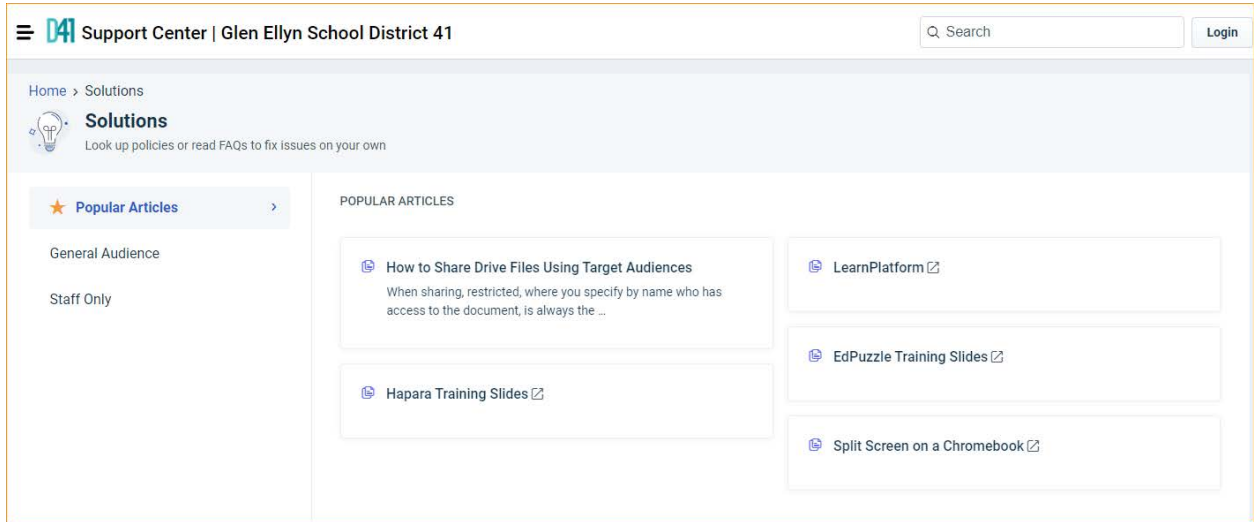 D41 Support Center | Glen Ellyn School District 41
Search
Login
Home > Solutions
Solutions
Look up policies or read FAQs to fix issues on your own
Popular Articles
General Audience
Staff Only
POPULAR ARTICLES
How to Share Drive Files Using Target Audiences
When sharing, restricted, where you specify by name who has
access to the document, is always the ...
Hapara Training Slides
LearnPlatform
EdPuzzle Training Slides
Split Screen on a Chromebook